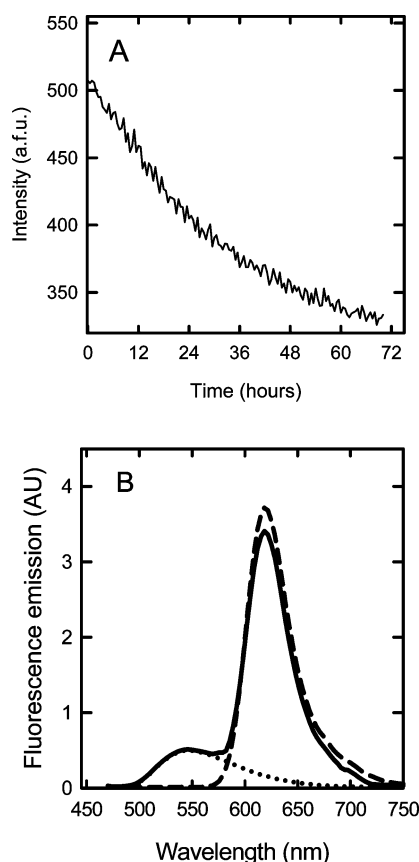 A
Intensity (a.f.u.)
550
500
450
400
350
0 12 24 36 48 60 72
Time (hours)
B
Fluorescence emission (AU)
4
3
2
1
0
450 500 550 600 650 700 750
Wavelength (nm)